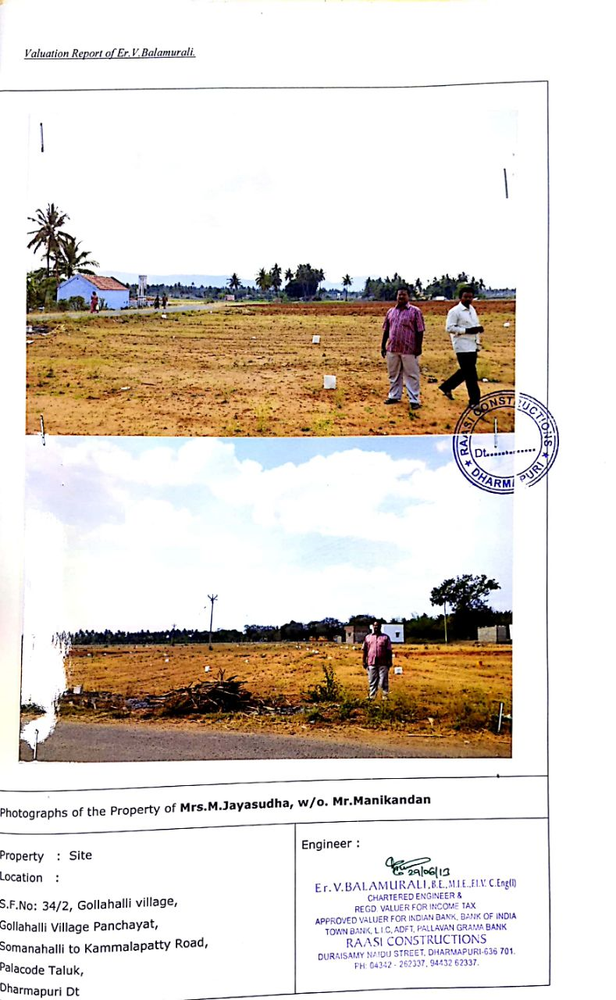 Valuation Report of Er.V.Balamurali.
RAASI CONSTRUCTIONS
Dt.............
★ DHARMAPURI ★
Photographs of the Property of Mrs.M.Jayasudha, w/o. Mr.Manikandan
Property : Site
Location :
S.F.No: 34/2, Gollahalli village,
Gollahalli Village Panchayat,
Somanahalli to Kammalapatty Road,
Palacode Taluk,
Dharmapuri Dt
Engineer :
29/06/13
Er.V.BALAMURALI,B.E.,M.I.E.,F.I.V. C.Eng(I)
CHARTERED ENGINEER &
REGD. VALUER FOR INCOME TAX
APPROVED VALUER FOR INDIAN BANK, BANK OF INDIA
TOWN BANK, L.I.C, ADFT, PALLAVAN GRAMA BANK
RAASI CONSTRUCTIONS
DURAISAMY NAIDU STREET, DHARMAPURI-636 701.
PH: 04342 - 262337, 94432 62337.